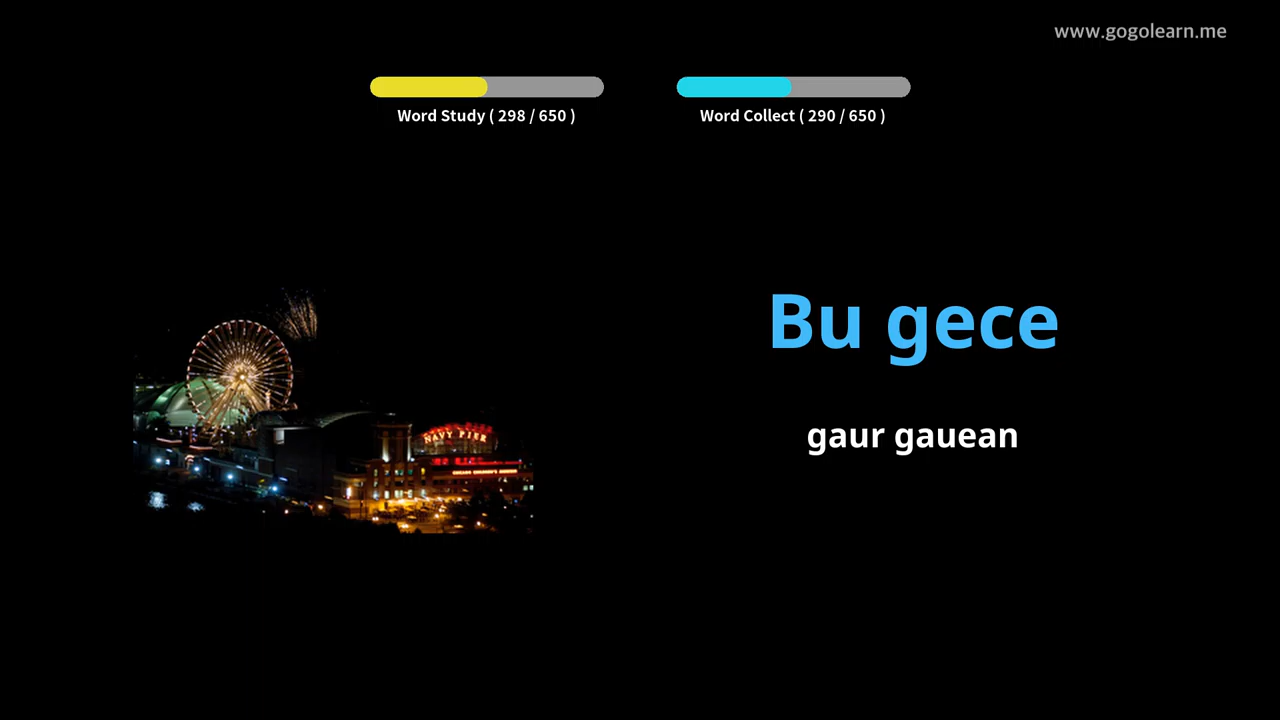 www.gogolearn.me
Word Study ( 298 / 650 )
Word Collect ( 290 / 650 )
Bu gece
gaur gauean
NAVY PIER